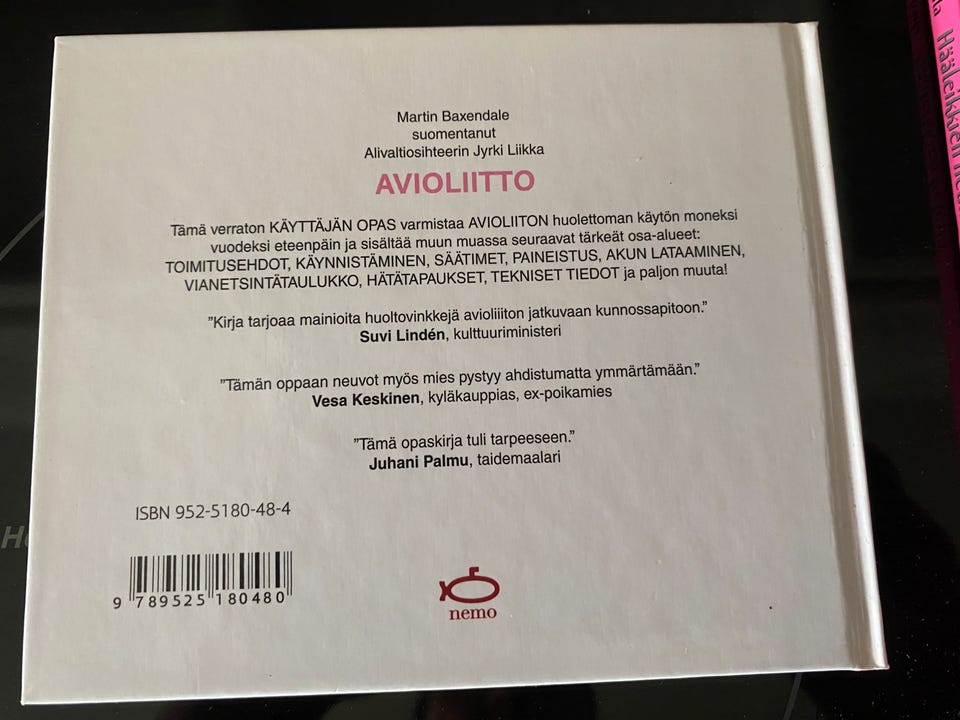 Martin Baxendale
suomentanut
Alivaltiosihteerin Jyrki Liikka
AVIOLIITTO
Tämä verraton KÄYTTÄJÄN OPAS varmistaa AVIOLIITON huolettoman käytön moneksi
vuodeksi eteenpäin ja sisältää muun muassa seuraavat tärkeät osa-alueet:
TOIMITUSEHDOT, KÄYNNISTÄMINEN, SÄÄTIMET, PAINEISTUS, AKUN LATAAMINEN,
VIANETSINTÄTAULUKKO, HÄTÄTAPAUKSET, TEKNISET TIEDOT ja paljon muuta!
”Kirja tarjoaa mainioita huoltovinkkejä avioliiiton jatkuvaan kunnossapitoon.”
Suvi Lindén, kulttuuriministeri
”Tämän oppaan neuvot myös mies pystyy ahdistumatta ymmärtämään.”
Vesa Keskinen, kyläkauppias, ex-poikamies
”Tämä opaskirja tuli tarpeeseen.”
Juhani Palmu, taidemaalari
ISBN 952-5180-48-4
9 789525 180480
nemo
Hääleikkien